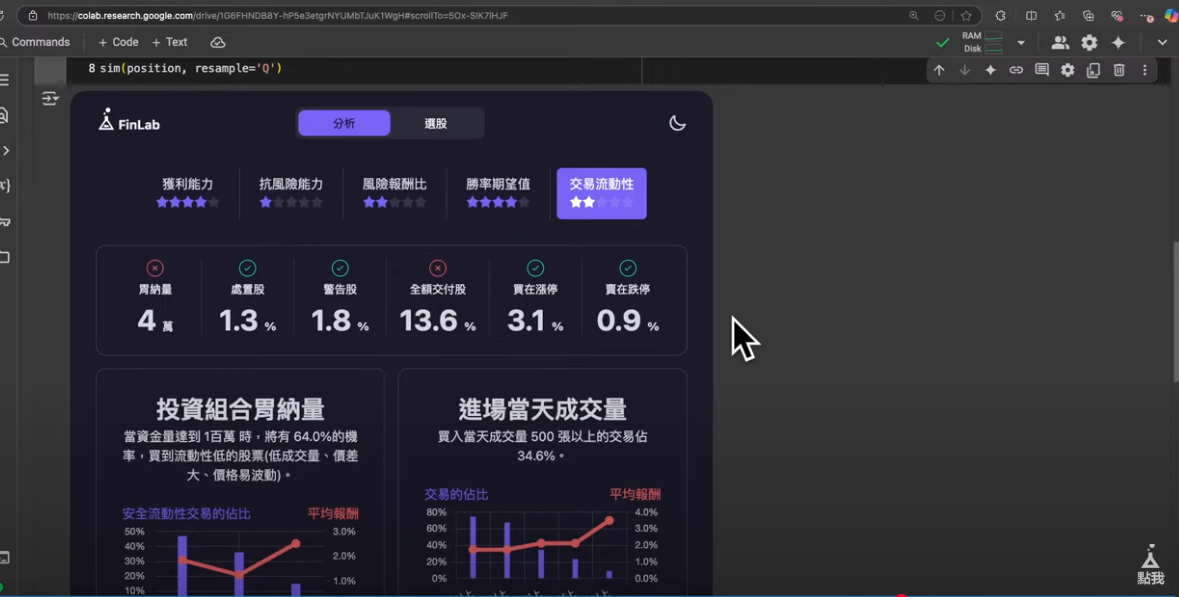 https://colab.research.google.com/drive/1G6FHNDB8Y-hP5e3etgrNYUMbTJuK1WgH#scrollTo=5Ox-SIK7IHJF
Commands
+ Code
+ Text
RAM
Disk
8 sim(position, resample='Q')
FinLab
分析
選股
獲利能力
抗風險能力
風險報酬比
勝率期望值
交易流動性
胃納量
處置股
警告股
全額交付股
買在漲停
賣在跌停
4 萬
1.3 %
1.8 %
13.6 %
3.1 %
0.9 %
投資組合胃納量
當資金量達到 1百萬 時，將有 64.0%的機
率，買到流動性低的股票(低成交量、價差
大、價格易波動)。
安全流動性交易的佔比
平均報酬
50%
40%
30%
20%
10%
3.0%
2.0%
1.0%
進場當天成交量
買入當天成交量 500 張以上的交易佔
34.6%。
交易的佔比
平均報酬
80%
60%
40%
20%
0%
4.0%
3.0%
2.0%
1.0%
0.0%
點我